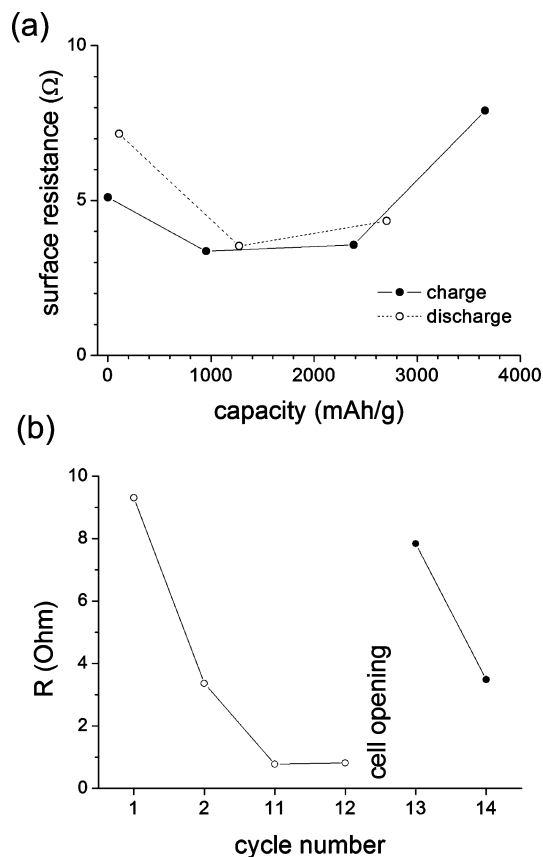 (a)
10
5
0
surface resistance (Ω)
charge
discharge
0 1000 2000 3000 4000
capacity (mAh/g)
(b)
10
8
6
4
2
0
R (Ohm)
cell opening
1 2 11 12 13 14
cycle number